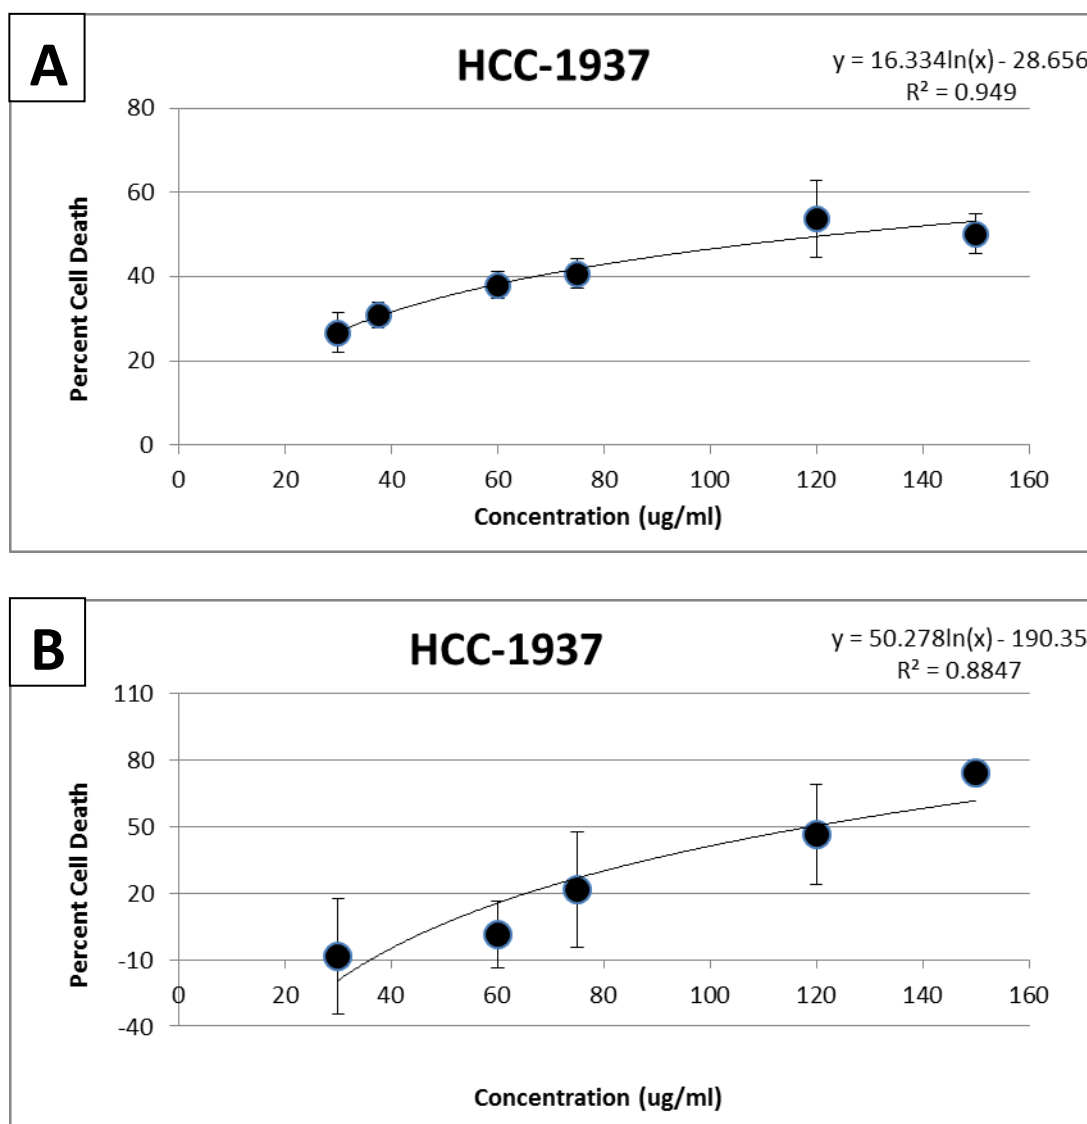 A
HCC-1937
y = 16.334ln(x) - 28.656
R² = 0.949
80
60
40
20
0
Percent Cell Death
0 20 40 60 80 100 120 140 160
Concentration (ug/ml)
B
HCC-1937
y = 50.278ln(x) - 190.35
R² = 0.8847
110
80
50
20
-10
-40
Percent Cell Death
0 20 40 60 80 100 120 140 160
Concentration (ug/ml)